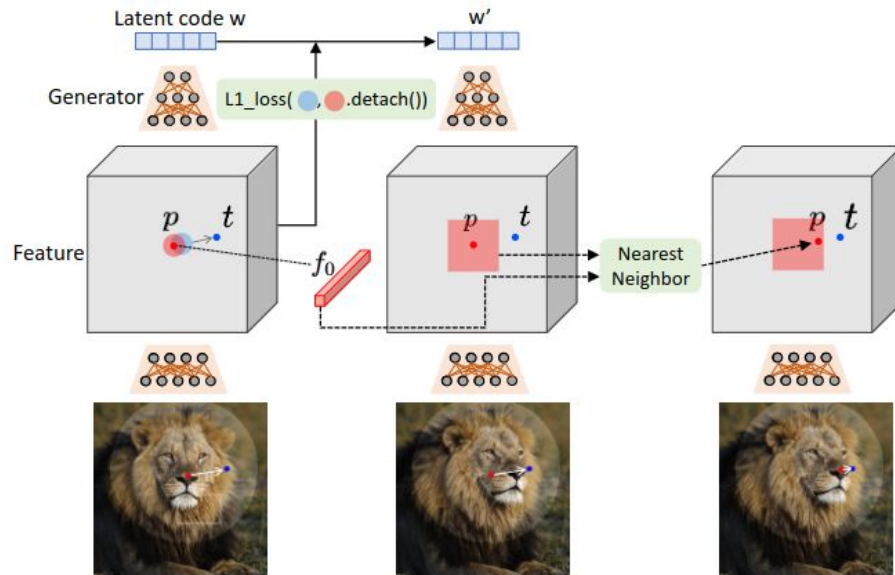 Latent code w
w'
Generator
L1_loss( , .detach())
Feature
p
t
f₀
p
t
Nearest
Neighbor
p
t